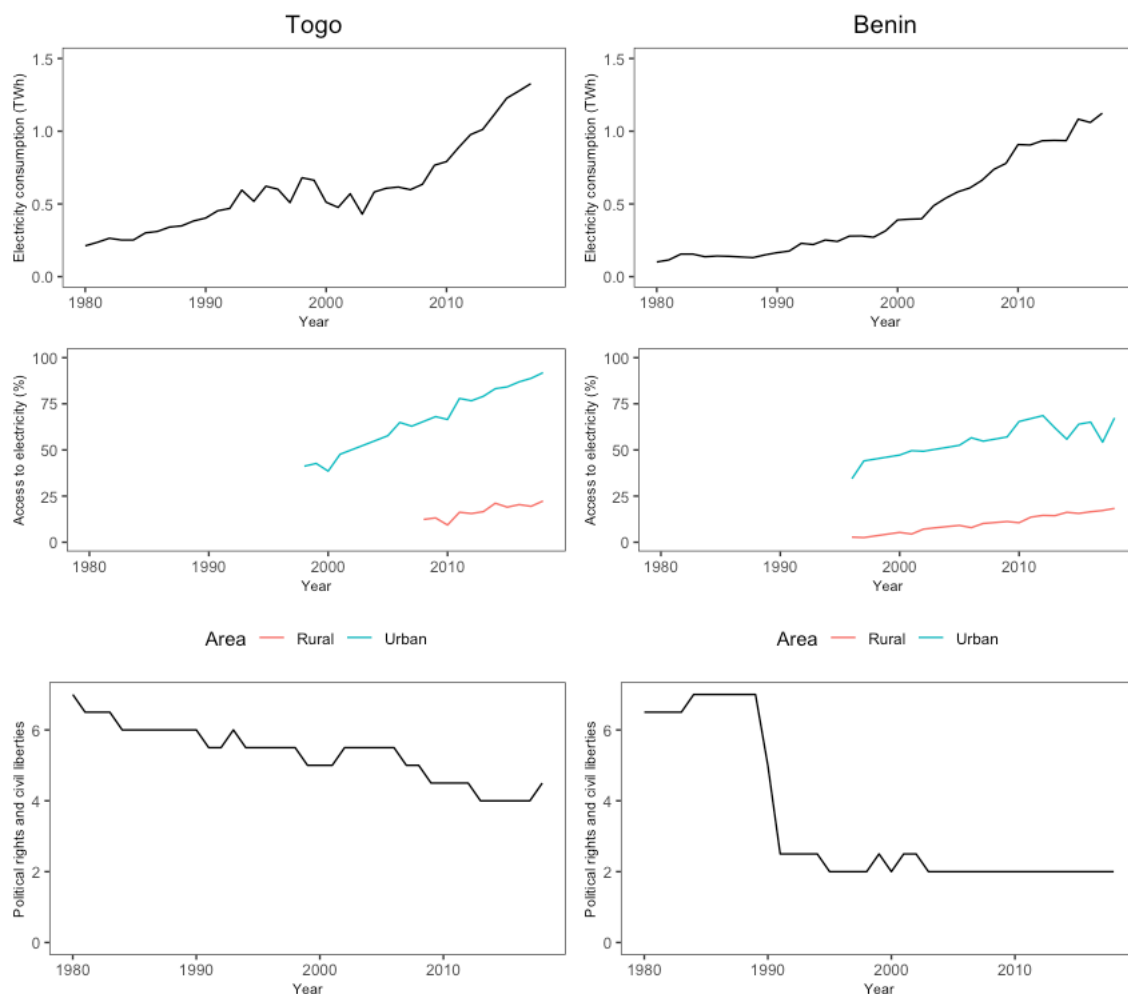 Togo
Benin
Electricity consumption (TWh)
1.5
1.0
0.5
0.0
1980 1990 2000 2010
Year
Electricity consumption (TWh)
1.5
1.0
0.5
0.0
1980 1990 2000 2010
Year
Access to electricity (%)
100
75
50
25
0
1980 1990 2000 2010
Year
Area Rural Urban
Access to electricity (%)
100
75
50
25
0
1980 1990 2000 2010
Year
Area Rural Urban
Political rights and civil liberties
6
4
2
0
1980 1990 2000 2010
Year
Political rights and civil liberties
6
4
2
0
1980 1990 2000 2010
Year